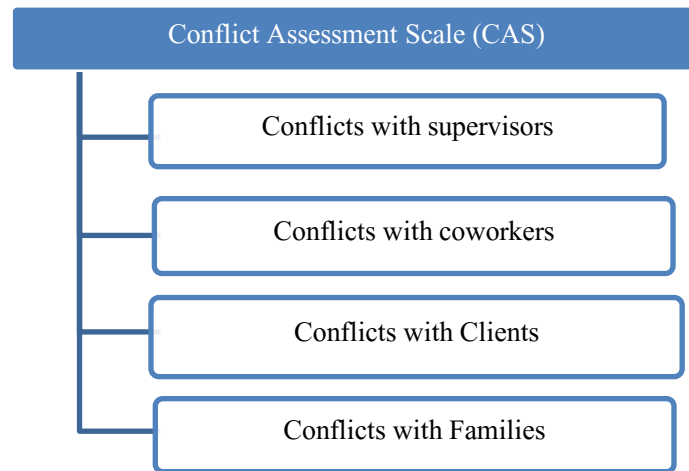 Conflict Assessment Scale (CAS)
Conflicts with supervisors
Conflicts with coworkers
Conflicts with Clients
Conflicts with Families